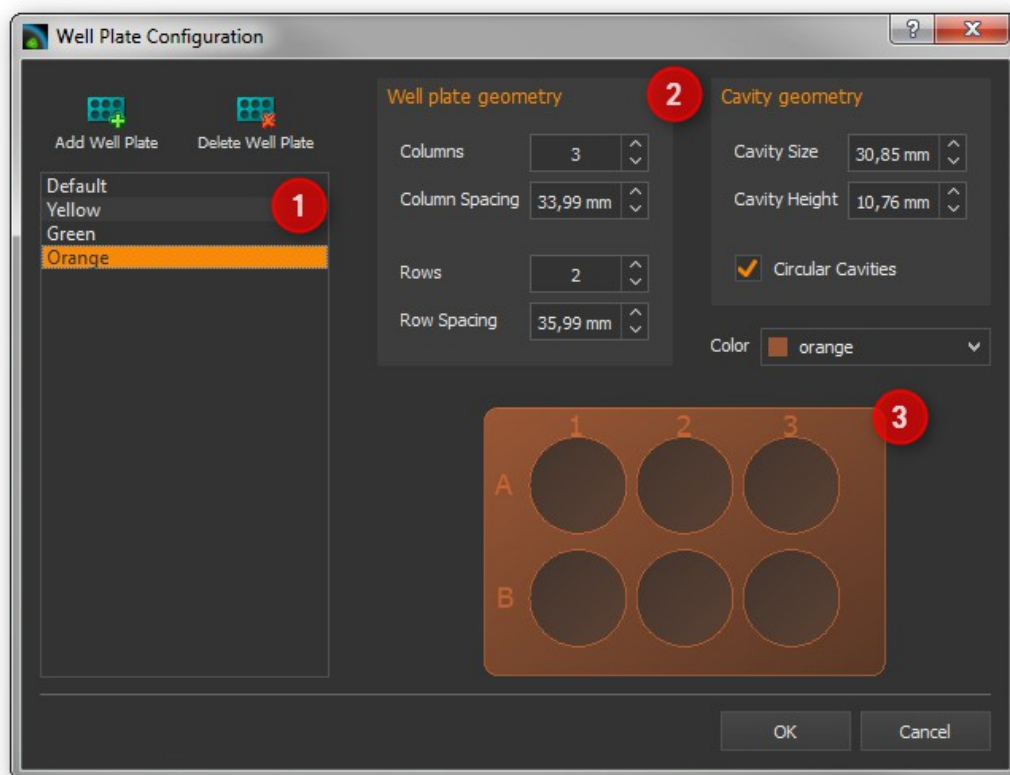 Well Plate Configuration
?
Add Well Plate
Delete Well Plate
Default
Yellow
Green
Orange
1
Well plate geometry
2
Columns
3
Column Spacing
33,99 mm
Rows
2
Row Spacing
35,99 mm
Cavity geometry
Cavity Size
30,85 mm
Cavity Height
10,76 mm
Circular Cavities
Color
orange
3
1 2 3
A
B
OK
Cancel